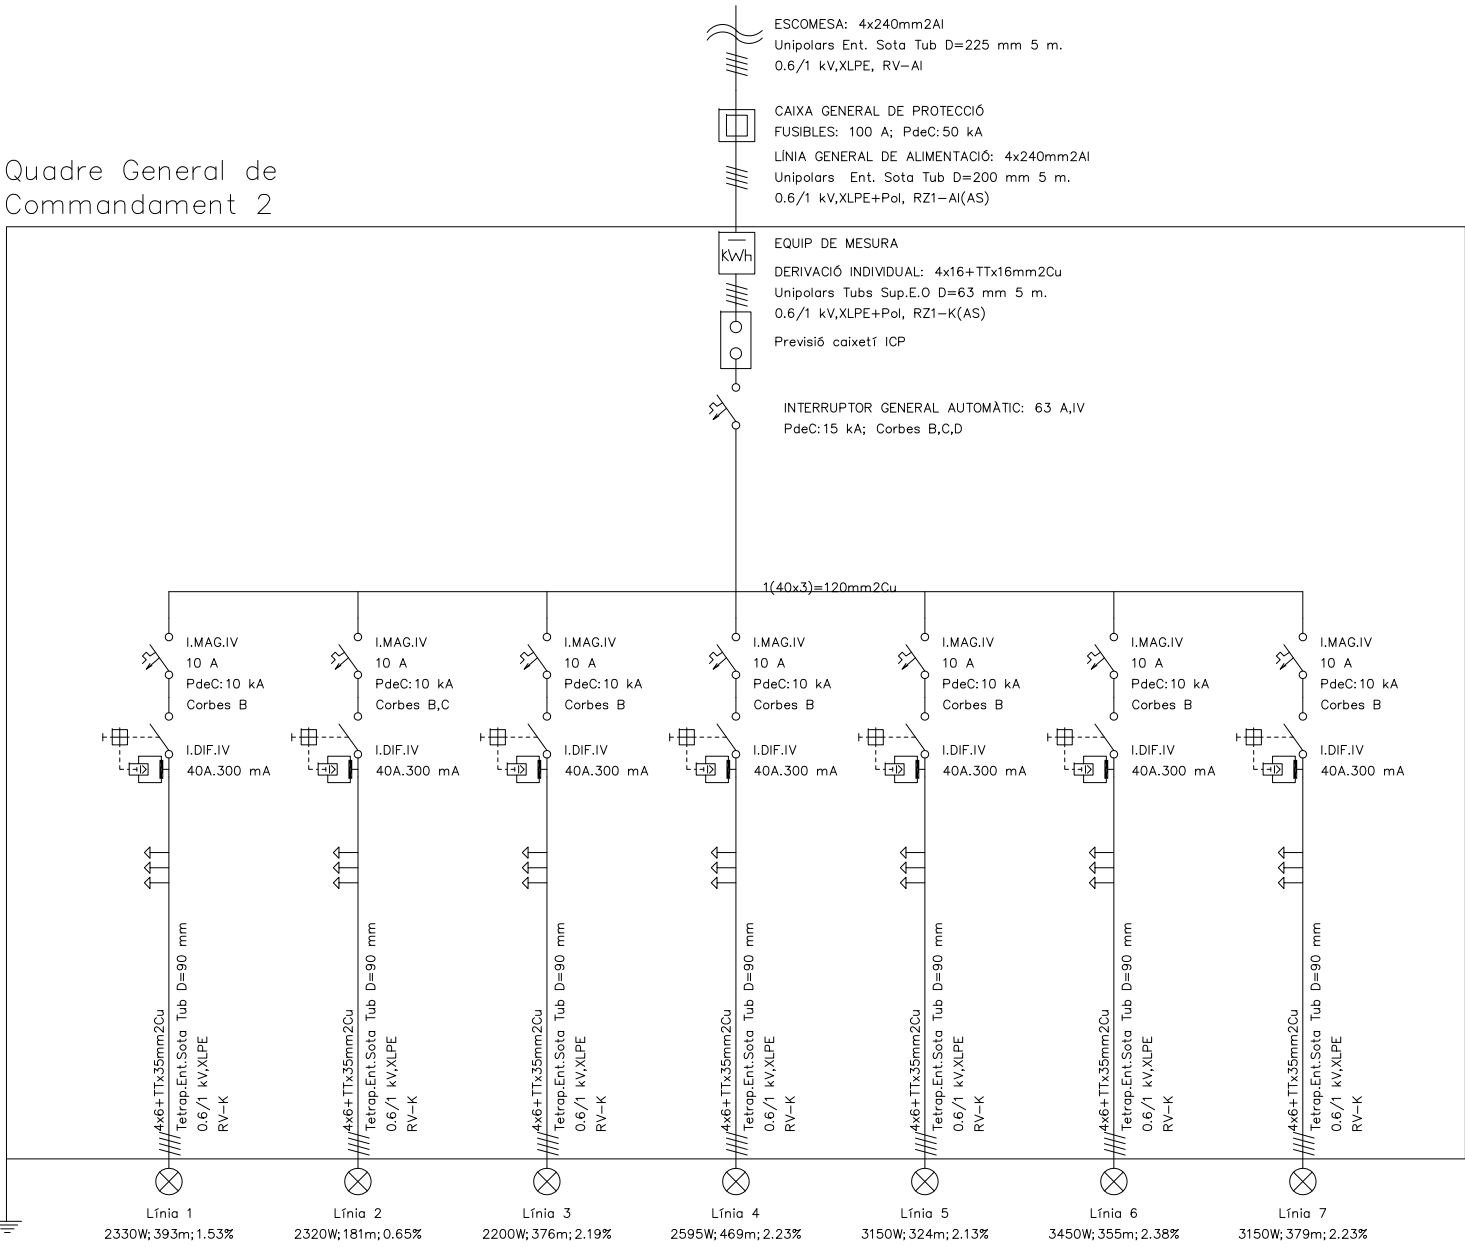 ESCOMESA: 4x240mm2Al
Unipolars Ent. Sota Tub D=225 mm 5 m.
0.6/1 kV,XLPE, RV-Al
CAIXA GENERAL DE PROTECCIÓ
FUSIBLES: 100 A; PdeC:50 kA
LÍNIA GENERAL DE ALIMENTACIÓ: 4x240mm2Al
Unipolars Ent. Sota Tub D=200 mm 5 m.
0.6/1 kV,XLPE+Pol, RZ1-Al(AS)
Quadre General de
Commandament 2
EQUIP DE MESURA
KWh
DERIVACIÓ INDIVIDUAL: 4x16+TTx16mm2Cu
Unipolars Tubs Sup.E.O D=63 mm 5 m.
0.6/1 kV,XLPE+Pol, RZ1-K(AS)
Previsió caixetí ICP
INTERRUPTOR GENERAL AUTOMÀTIC: 63 A,IV
PdeC:15 kA; Corbes B,C,D
1(40x3)=120mm2Cu
I.MAG.IV
10 A
PdeC:10 kA
Corbes B
I.DIF.IV
40A.300 mA
4x6+TTx35mm2Cu
Tetrap.Ent.Sota Tub D=90 mm
0.6/1 kV,XLPE
RV-K
Línia 1
2330W;393m;1.53%
I.MAG.IV
10 A
PdeC:10 kA
Corbes B,C
I.DIF.IV
40A.300 mA
4x6+TTx35mm2Cu
Tetrap.Ent.Sota Tub D=90 mm
0.6/1 kV,XLPE
RV-K
Línia 2
2320W;181m;0.65%
I.MAG.IV
10 A
PdeC:10 kA
Corbes B
I.DIF.IV
40A.300 mA
4x6+TTx35mm2Cu
Tetrap.Ent.Sota Tub D=90 mm
0.6/1 kV,XLPE
RV-K
Línia 3
2200W;376m;2.19%
I.MAG.IV
10 A
PdeC:10 kA
Corbes B
I.DIF.IV
40A.300 mA
4x6+TTx35mm2Cu
Tetrap.Ent.Sota Tub D=90 mm
0.6/1 kV,XLPE
RV-K
Línia 4
2595W;469m;2.23%
I.MAG.IV
10 A
PdeC:10 kA
Corbes B
I.DIF.IV
40A.300 mA
4x6+TTx35mm2Cu
Tetrap.Ent.Sota Tub D=90 mm
0.6/1 kV,XLPE
RV-K
Línia 5
3150W;324m;2.13%
I.MAG.IV
10 A
PdeC:10 kA
Corbes B
I.DIF.IV
40A.300 mA
4x6+TTx35mm2Cu
Tetrap.Ent.Sota Tub D=90 mm
0.6/1 kV,XLPE
RV-K
Línia 6
3450W;355m;2.38%
I.MAG.IV
10 A
PdeC:10 kA
Corbes B
I.DIF.IV
40A.300 mA
4x6+TTx35mm2Cu
Tetrap.Ent.Sota Tub D=90 mm
0.6/1 kV,XLPE
RV-K
Línia 7
3150W;379m;2.23%